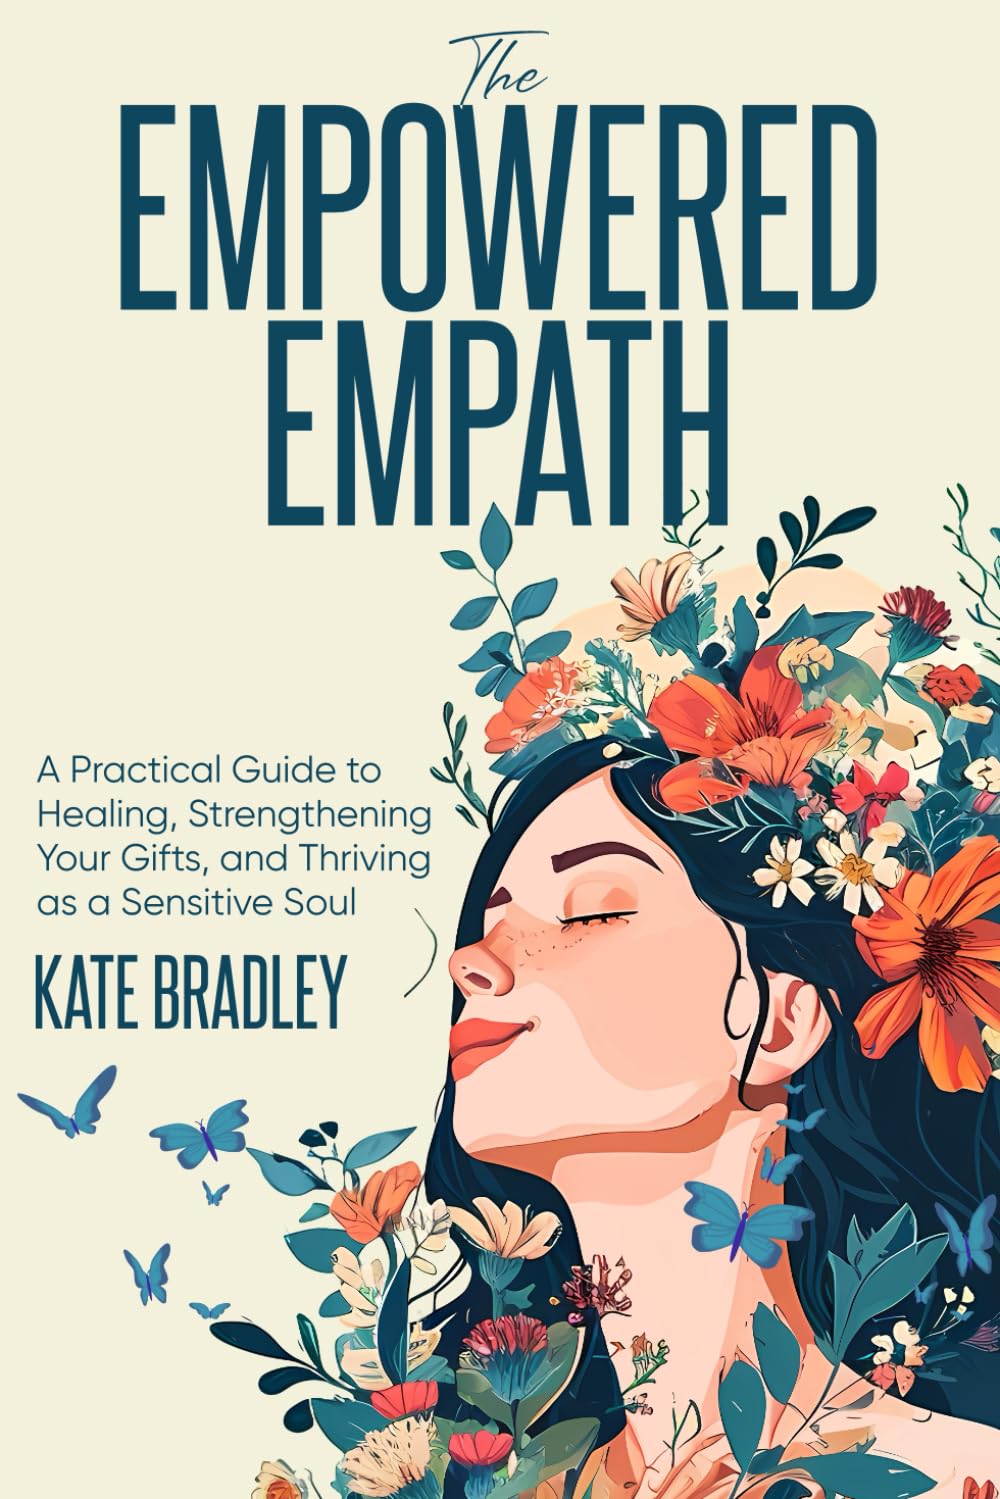 The
EMPOWERED
EMPATH
A Practical Guide to
Healing, Strengthening
Your Gifts, and Thriving
as a Sensitive Soul
KATE BRADLEY